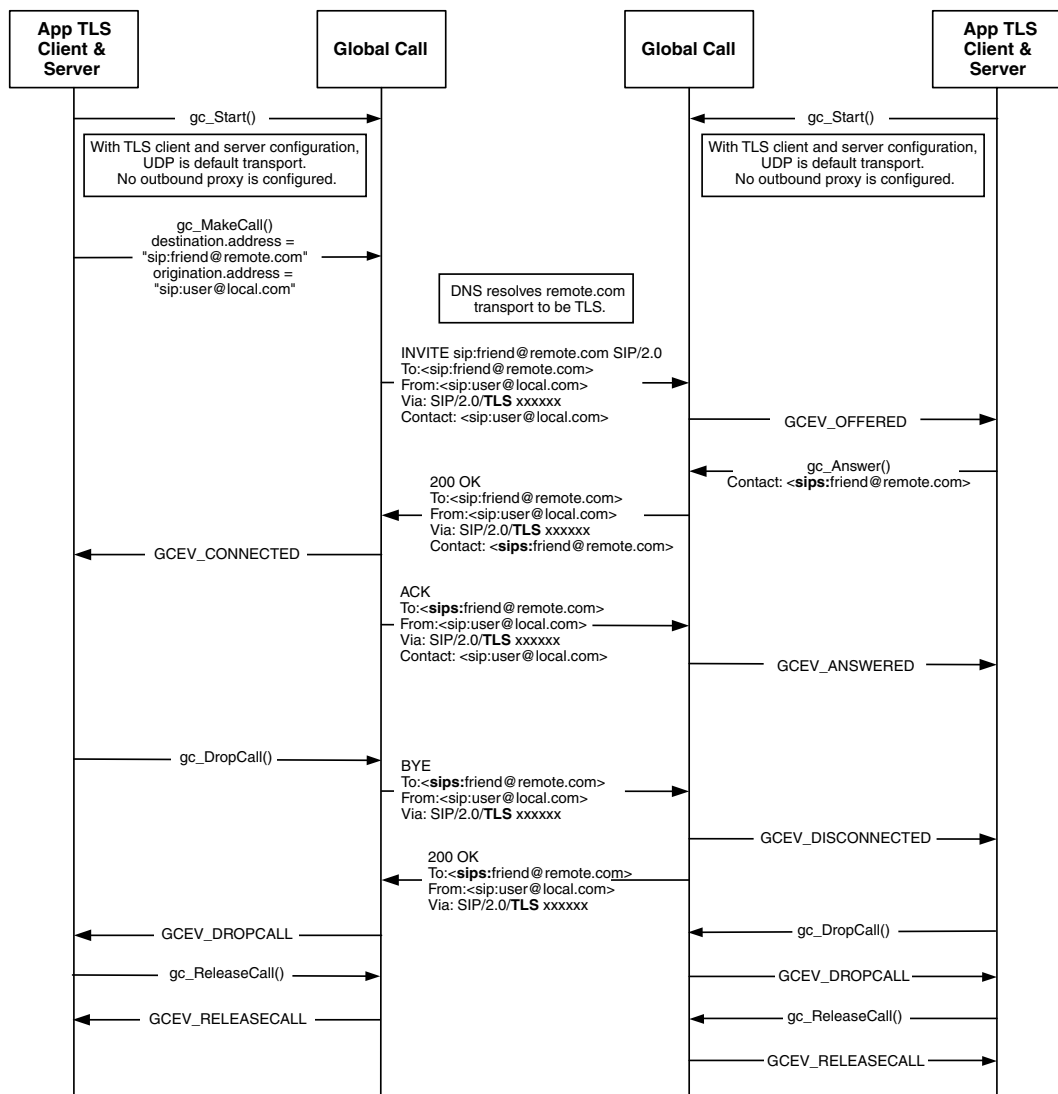 App TLS
Client &
Server
Global Call
Global Call
App TLS
Client &
Server
gc_Start()
gc_Start()
With TLS client and server configuration,
UDP is default transport.
No outbound proxy is configured.
With TLS client and server configuration,
UDP is default transport.
No outbound proxy is configured.
gc_MakeCall()
destination.address =
"sip:friend@remote.com"
origination.address =
"sip:user@local.com"
DNS resolves remote.com
transport to be TLS.
INVITE sip:friend@remote.com SIP/2.0
To:<sip:friend@remote.com>
From:<sip:user@local.com>
Via: SIP/2.0/TLS xxxxxx
Contact: <sip:user@local.com>
GCEV_OFFERED
gc_Answer()
Contact: <sips:friend@remote.com>
200 OK
To:<sip:friend@remote.com>
From:<sip:user@local.com>
Via: SIP/2.0/TLS xxxxxx
Contact: <sips:friend@remote.com>
GCEV_CONNECTED
ACK
To:<sips:friend@remote.com>
From:<sip:user@local.com>
Via: SIP/2.0/TLS xxxxxx
Contact: <sip:user@local.com>
GCEV_ANSWERED
gc_DropCall()
BYE
To:<sips:friend@remote.com>
From:<sip:user@local.com>
Via: SIP/2.0/TLS xxxxxx
GCEV_DISCONNECTED
200 OK
To:<sips:friend@remote.com>
From:<sip:user@local.com>
Via: SIP/2.0/TLS xxxxxx
GCEV_DROPCALL
gc_DropCall()
gc_ReleaseCall()
GCEV_DROPCALL
GCEV_RELEASECALL
gc_ReleaseCall()
GCEV_RELEASECALL